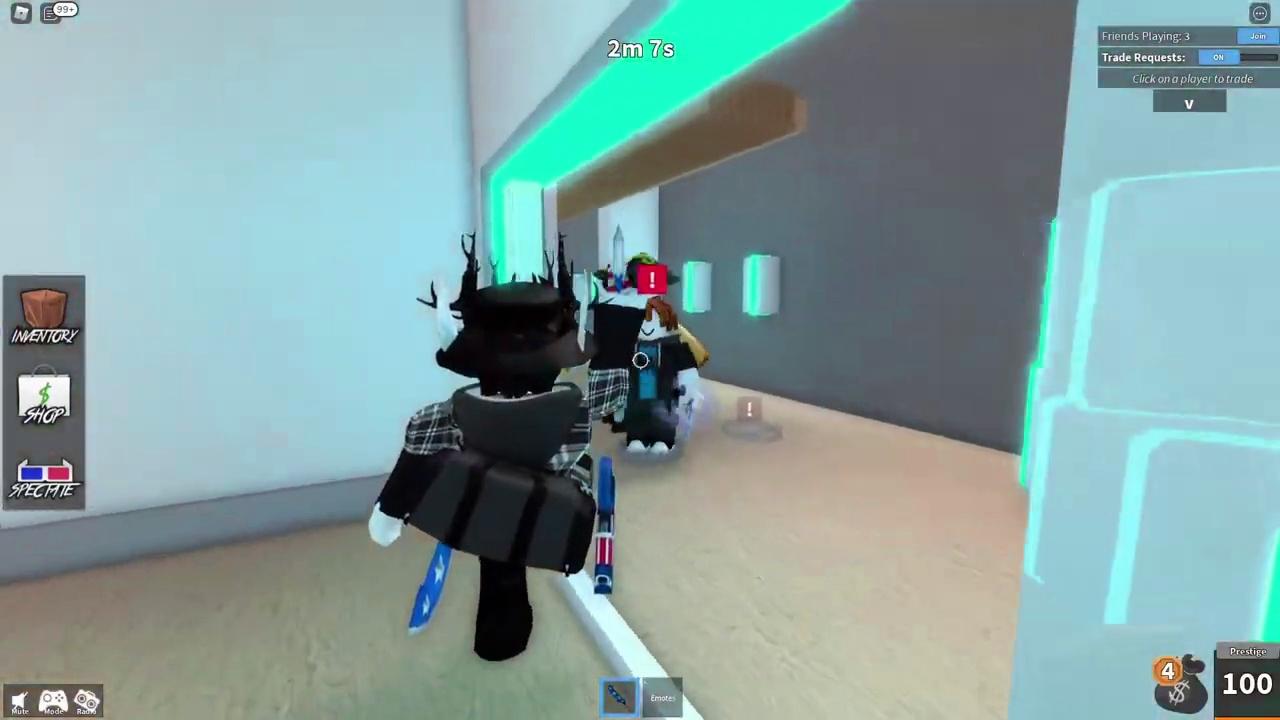 99+
2m 7s
Friends Playing: 3
Join
Trade Requests:
ON
Click on a player to trade
V
INVENTORY
$
SHOP
SPECTATE
!
!
Mute
Mode
Radio
Emotes
4
$
Prestige
100